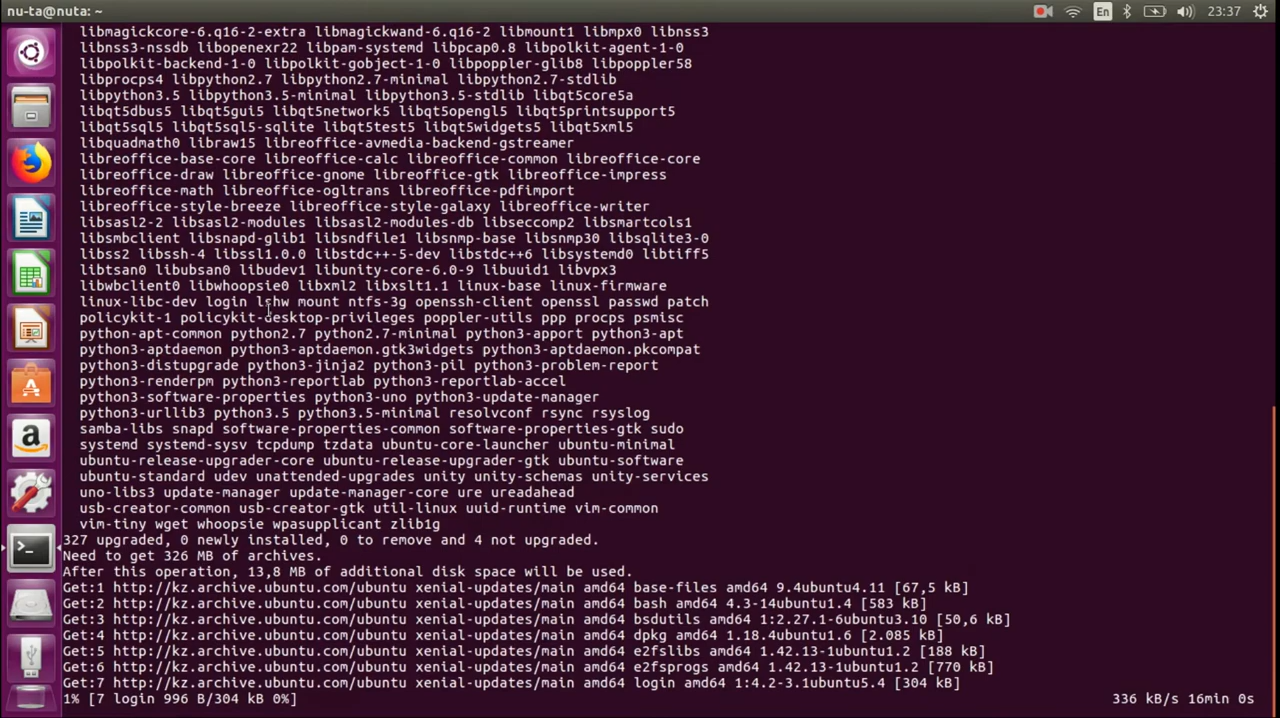 nu-ta@nuta: ~
En
23:37
libmagickcore-6.q16-2-extra libmagickwand-6.q16-2 libmount1 libmpx0 libnss3
libnss3-nssdb libopenexr22 libpam-systemd libpcap0.8 libpolkit-agent-1-0
libpolkit-backend-1-0 libpolkit-gobject-1-0 libpoppler-glib8 libpoppler58
libprocps4 libpython2.7 libpython2.7-minimal libpython2.7-stdlib
libpython3.5 libpython3.5-minimal libpython3.5-stdlib libqt5core5a
libqt5dbus5 libqt5gui5 libqt5network5 libqt5opengl5 libqt5printsupport5
libqt5sql5 libqt5sql5-sqlite libqt5test5 libqt5widgets5 libqt5xml5
libquadmath0 libraw15 libreoffice-avmedia-backend-gstreamer
libreoffice-base-core libreoffice-calc libreoffice-common libreoffice-core
libreoffice-draw libreoffice-gnome libreoffice-gtk libreoffice-impress
libreoffice-math libreoffice-ogltrans libreoffice-pdfimport
libreoffice-style-breeze libreoffice-style-galaxy libreoffice-writer
libsasl2-2 libsasl2-modules libsasl2-modules-db libseccomp2 libsmartcols1
libsmbclient libsnapd-glib1 libsndfile1 libsnmp-base libsnmp30 libsqlite3-0
libss2 libssh-4 libssl1.0.0 libstdc++-5-dev libstdc++6 libsystemd0 libtiff5
libtsan0 libubsan0 libudev1 libunity-core-6.0-9 libuuid1 libvpx3
libwbclient0 libwhoopsie0 libxml2 libxslt1.1 linux-base linux-firmware
linux-libc-dev login lshw mount ntfs-3g openssh-client openssl passwd patch
policykit-1 policykit-desktop-privileges poppler-utils ppp procps psmisc
python-apt-common python2.7 python2.7-minimal python3-apport python3-apt
python3-aptdaemon python3-aptdaemon.gtk3widgets python3-aptdaemon.pkcompat
python3-distupgrade python3-jinja2 python3-pil python3-problem-report
python3-renderpm python3-reportlab python3-reportlab-accel
python3-software-properties python3-uno python3-update-manager
python3-urllib3 python3.5 python3.5-minimal resolvconf rsync rsyslog
samba-libs snapd software-properties-common software-properties-gtk sudo
systemd systemd-sysv tcpdump tzdata ubuntu-core-launcher ubuntu-minimal
ubuntu-release-upgrader-core ubuntu-release-upgrader-gtk ubuntu-software
ubuntu-standard udev unattended-upgrades unity unity-schemas unity-services
uno-libs3 update-manager update-manager-core ure ureadahead
usb-creator-common usb-creator-gtk util-linux uuid-runtime vim-common
vim-tiny wget whoopsie wpasupplicant zlib1g
327 upgraded, 0 newly installed, 0 to remove and 4 not upgraded.
Need to get 326 MB of archives.
After this operation, 13,8 MB of additional disk space will be used.
Get:1 http://kz.archive.ubuntu.com/ubuntu xenial-updates/main amd64 base-files amd64 9.4ubuntu4.11 [67,5 kB]
Get:2 http://kz.archive.ubuntu.com/ubuntu xenial-updates/main amd64 bash amd64 4.3-14ubuntu1.4 [583 kB]
Get:3 http://kz.archive.ubuntu.com/ubuntu xenial-updates/main amd64 bsdutils amd64 1:2.27.1-6ubuntu3.10 [50,6 kB]
Get:4 http://kz.archive.ubuntu.com/ubuntu xenial-updates/main amd64 dpkg amd64 1.18.4ubuntu1.6 [2.085 kB]
Get:5 http://kz.archive.ubuntu.com/ubuntu xenial-updates/main amd64 e2fslibs amd64 1.42.13-1ubuntu1.2 [188 kB]
Get:6 http://kz.archive.ubuntu.com/ubuntu xenial-updates/main amd64 e2fsprogs amd64 1.42.13-1ubuntu1.2 [770 kB]
Get:7 http://kz.archive.ubuntu.com/ubuntu xenial-updates/main amd64 login amd64 1:4.2-3.1ubuntu5.4 [304 kB]
1% [7 login 996 B/304 kB 0%] 336 kB/s 16min 0s